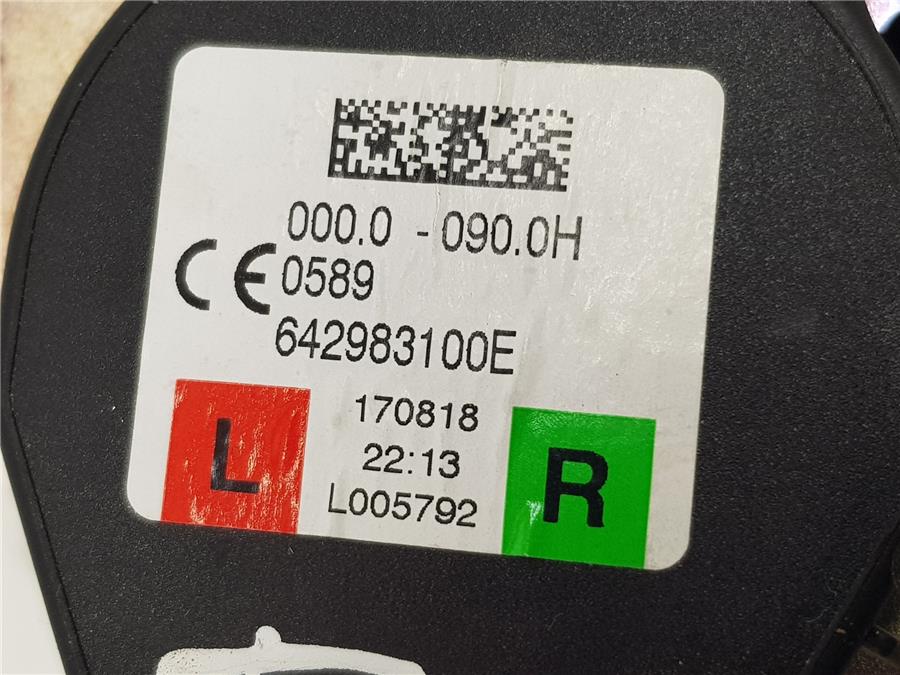 000.0 - 090.0H
CE 0589
642983100E
170818
22:13
L005792
L
R